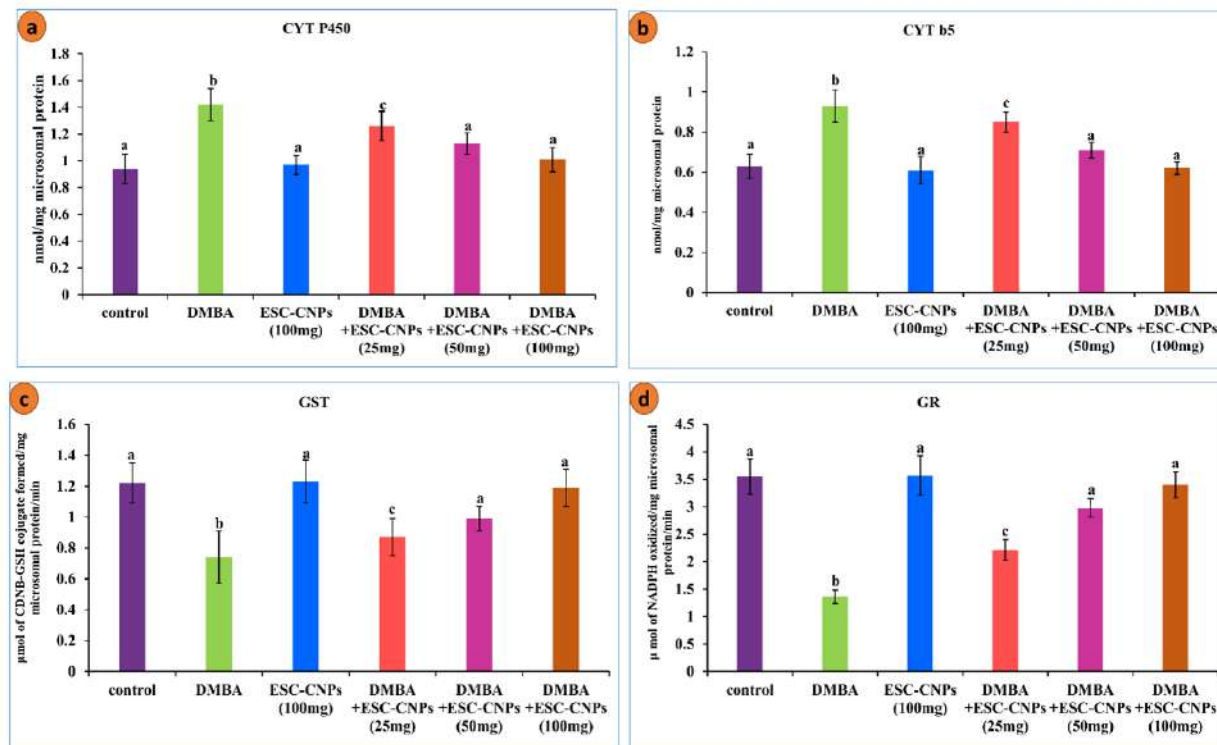 a
CYT P450
nmol/mg microsomal protein
1.8
1.6
1.4
1.2
1
0.8
0.6
0.4
0.2
0
a
b
a
c
a
a
control
DMBA
ESC-CNPs
(100mg)
DMBA
+ESC-CNPs
(25mg)
DMBA
+ESC-CNPs
(50mg)
DMBA
+ESC-CNPs
(100mg)
b
CYT b5
nmol/mg microsomal protein
1.2
1
0.8
0.6
0.4
0.2
0
a
b
a
c
a
a
control
DMBA
ESC-CNPs
(100mg)
DMBA
+ESC-CNPs
(25mg)
DMBA
+ESC-CNPs
(50mg)
DMBA
+ESC-CNPs
(100mg)
c
GST
μmol of CDNB-GSH cojugate formed/mg
microsomal protein/min
1.6
1.4
1.2
1
0.8
0.6
0.4
0.2
0
a
b
a
c
a
a
control
DMBA
ESC-CNPs
(100mg)
DMBA
+ESC-CNPs
(25mg)
DMBA
+ESC-CNPs
(50mg)
DMBA
+ESC-CNPs
(100mg)
d
GR
μ mol of NADPH oxidized/mg microsomal
protein/min
4.5
4
3.5
3
2.5
2
1.5
1
0.5
0
a
b
a
c
a
a
control
DMBA
ESC-CNPs
(100mg)
DMBA
+ESC-CNPs
(25mg)
DMBA
+ESC-CNPs
(50mg)
DMBA
+ESC-CNPs
(100mg)